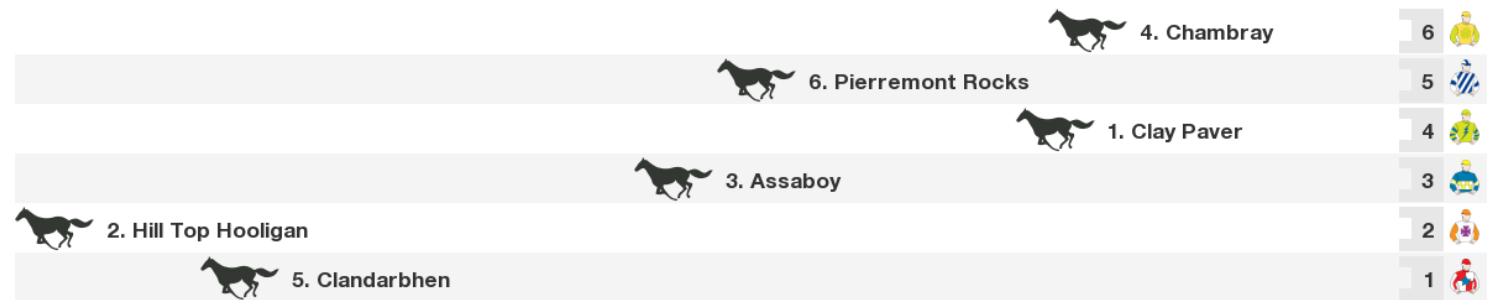 4. Chambray 6
6. Pierremont Rocks 5
1. Clay Paver 4
3. Assaboy 3
2. Hill Top Hooligan 2
5. Clandarbhen 1